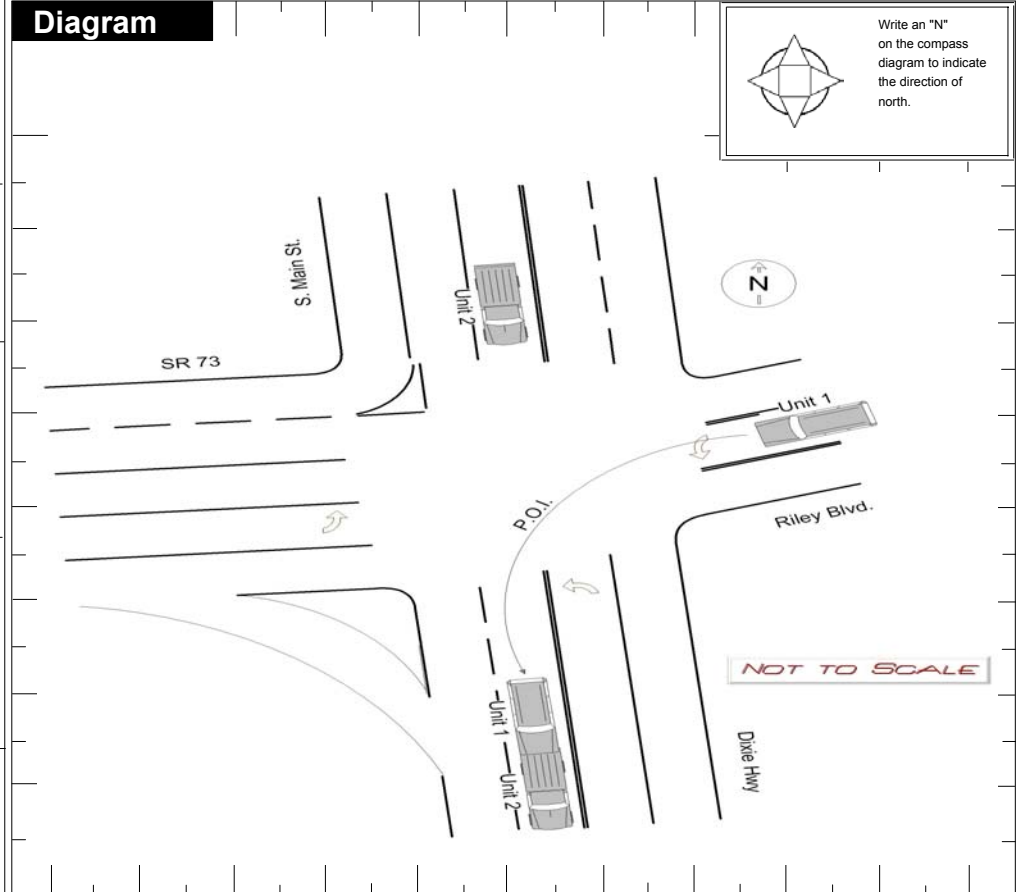 Diagram
Write an "N"
on the compass
diagram to indicate
the direction of
north.
S. Main St.
Unit 2
N
SR 73
Unit 1
P.O.I.
Riley Blvd.
NOT TO SCALE
Unit 1
Unit 2
Dixie Hwy